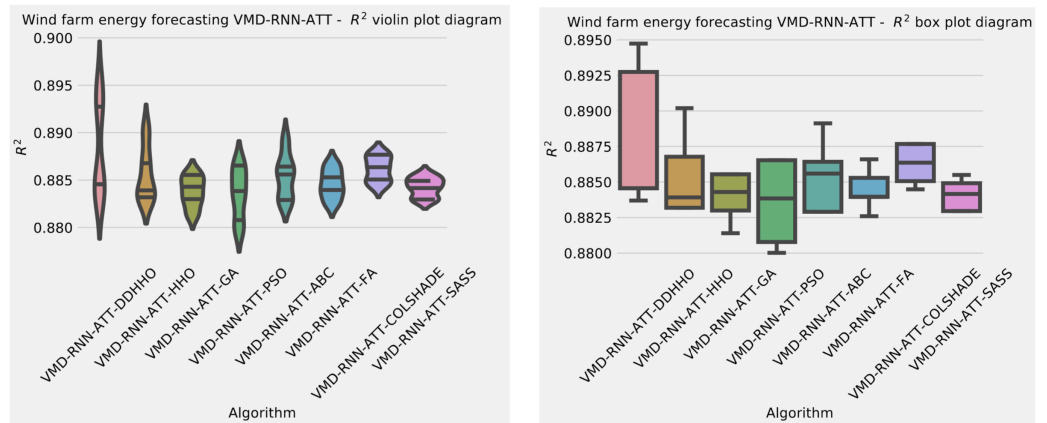 Wind farm energy forecasting VMD-RNN-ATT - R² violin plot diagram
0.900
0.895
0.890
0.885
0.880
R²
VMD-RNN-ATT-DDHHO
VMD-RNN-ATT-HHO
VMD-RNN-ATT-GA
VMD-RNN-ATT-PSO
VMD-RNN-ATT-ABC
VMD-RNN-ATT-FA
VMD-RNN-ATT-COLSHADE
VMD-RNN-ATT-SASS
Algorithm
Wind farm energy forecasting VMD-RNN-ATT - R² box plot diagram
0.8950
0.8925
0.8900
0.8875
0.8850
0.8825
0.8800
R²
VMD-RNN-ATT-DDHHO
VMD-RNN-ATT-HHO
VMD-RNN-ATT-GA
VMD-RNN-ATT-PSO
VMD-RNN-ATT-ABC
VMD-RNN-ATT-FA
VMD-RNN-ATT-COLSHADE
VMD-RNN-ATT-SASS
Algorithm